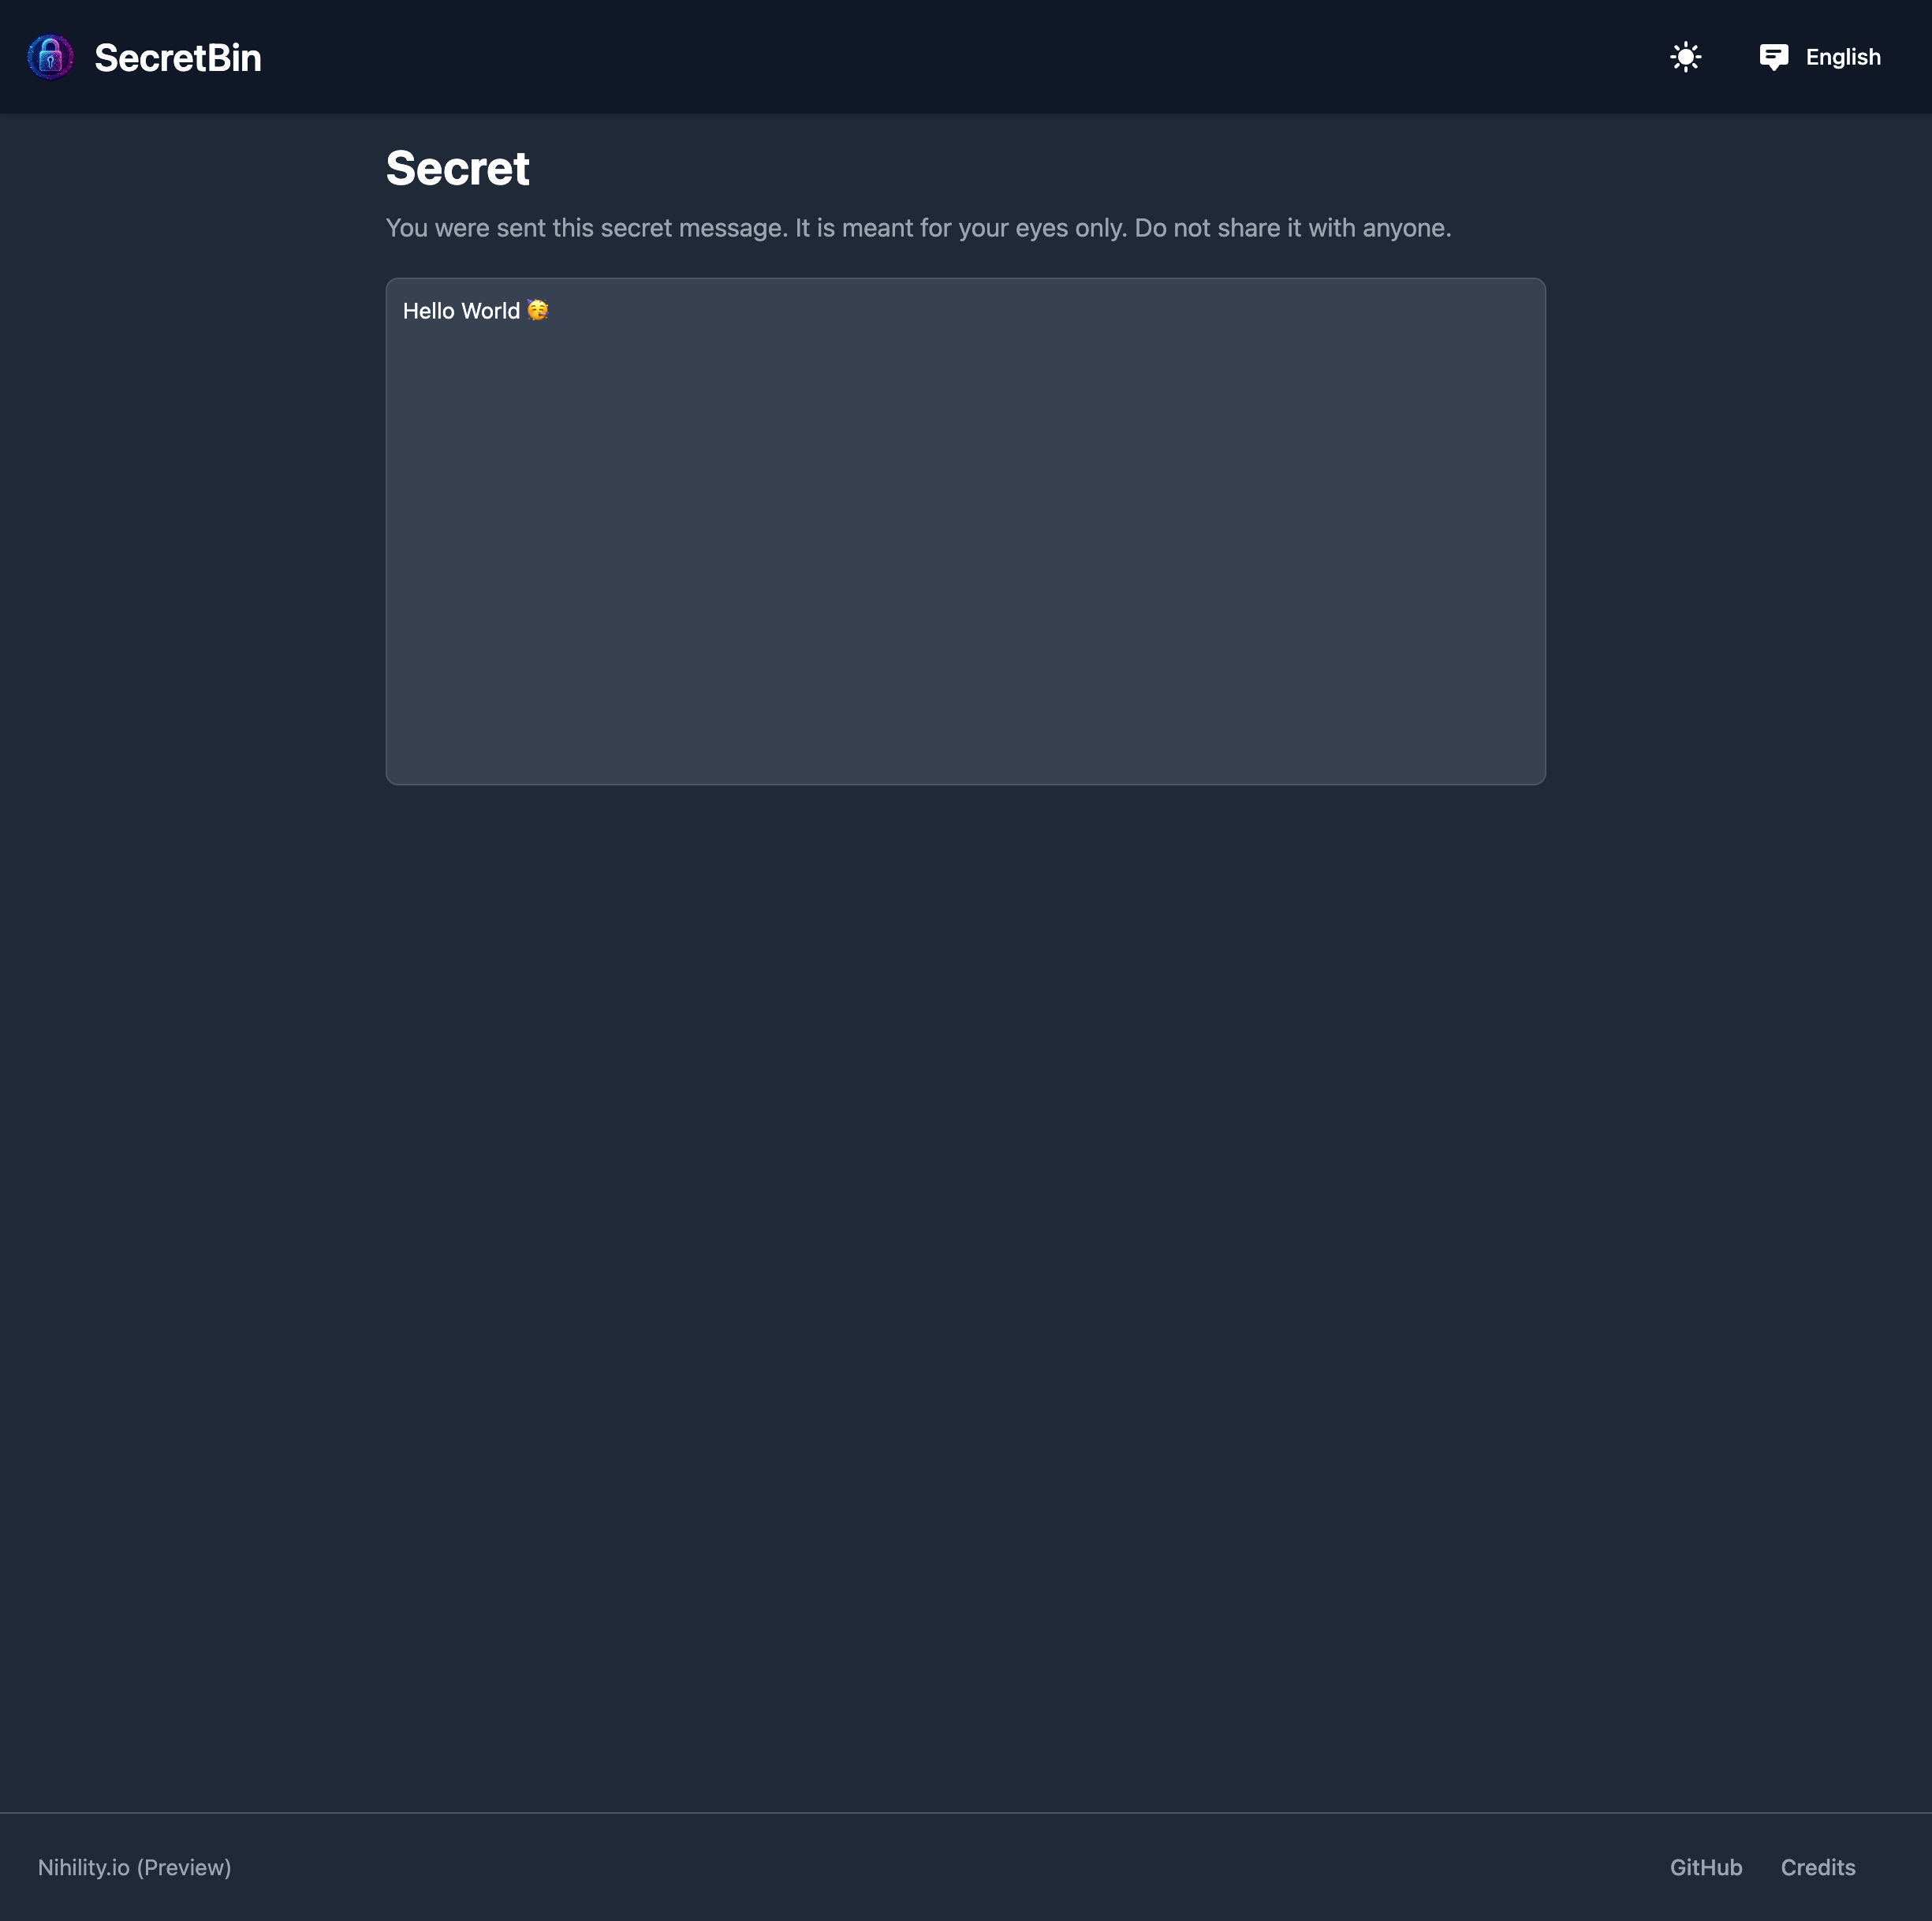 SecretBin
English
Secret
You were sent this secret message. It is meant for your eyes only. Do not share it with anyone.
Hello World 🥳
Nihility.io (Preview)
GitHub
Credits